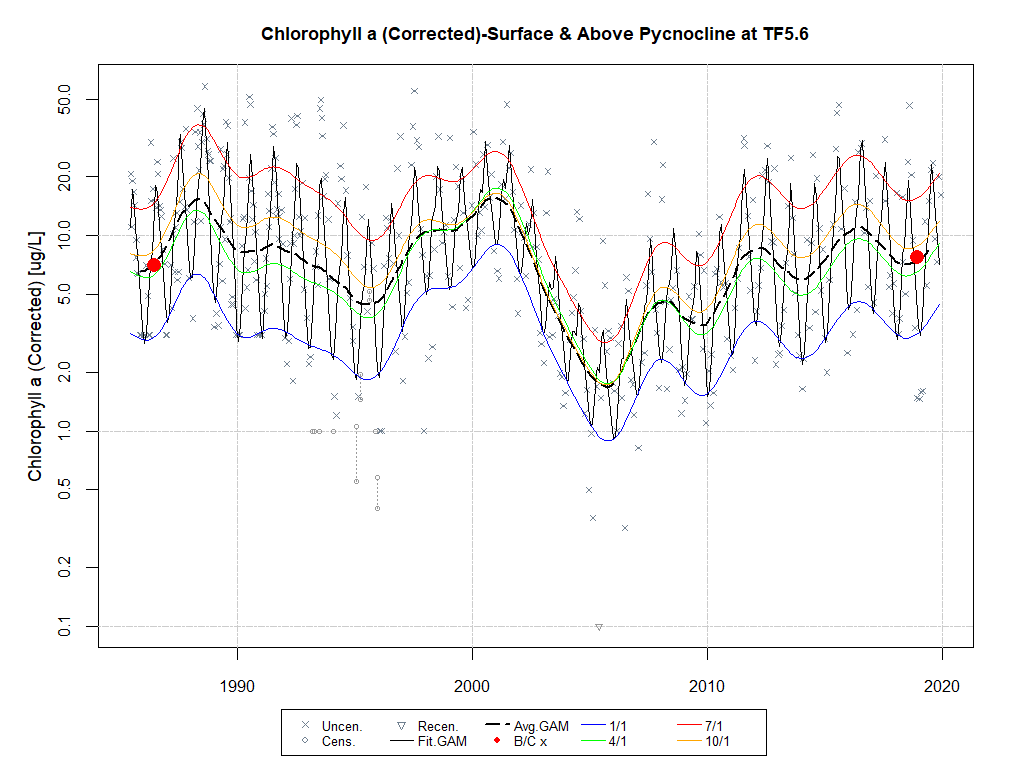 Chlorophyll a (Corrected)-Surface & Above Pycnocline at TF5.6
Chlorophyll a (Corrected) [ug/L]
50.0
20.0
10.0
5.0
2.0
1.0
0.5
0.2
0.1
1990 2000 2010 2020
Uncen. Recen. Avg.GAM 1/1 7/1
Cens. Fit.GAM B/C x 4/1 10/1